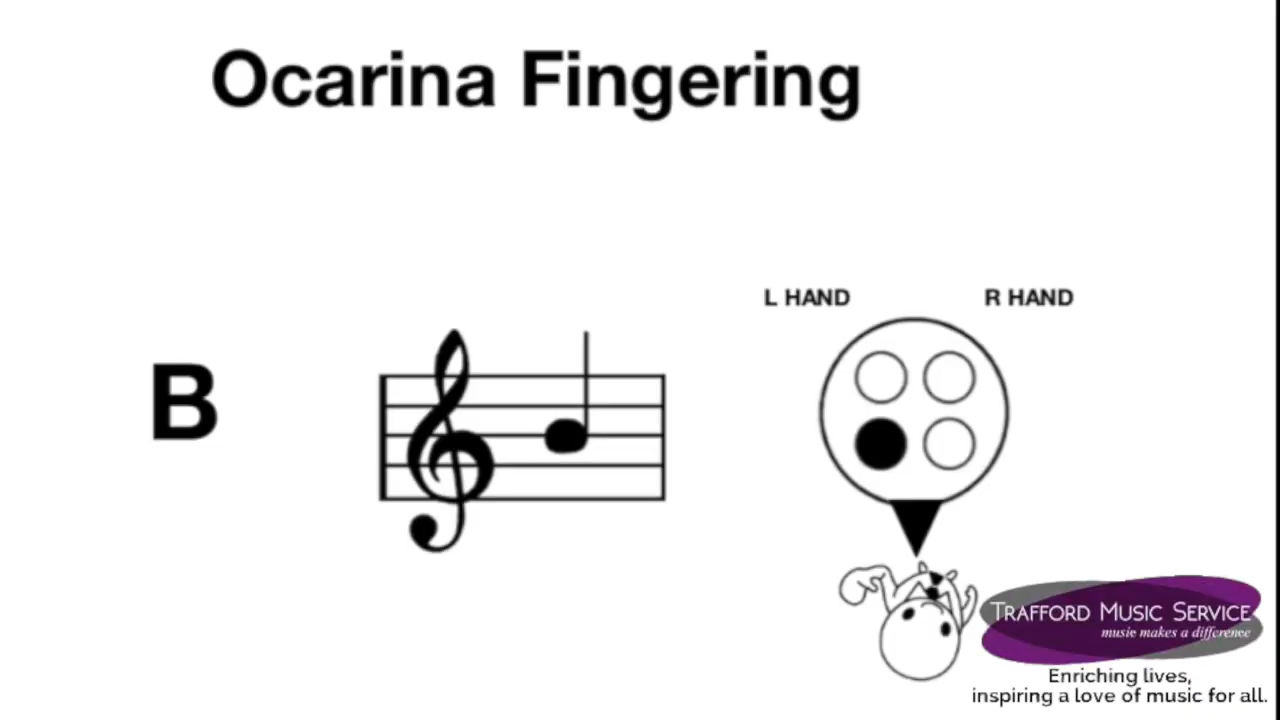 Ocarina Fingering
L HAND R HAND
B
TRAFFORD MUSIC SERVICE
music makes a difference
Enriching lives,
inspiring a love of music for all.